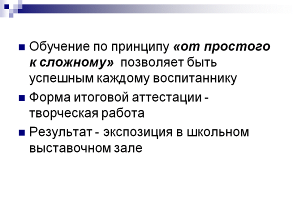 Обучение по принципу «от простого
к сложному» позволяет быть
успешным каждому воспитаннику
Форма итоговой аттестации -
творческая работа
Результат - экспозиция в школьном
выставочном зале